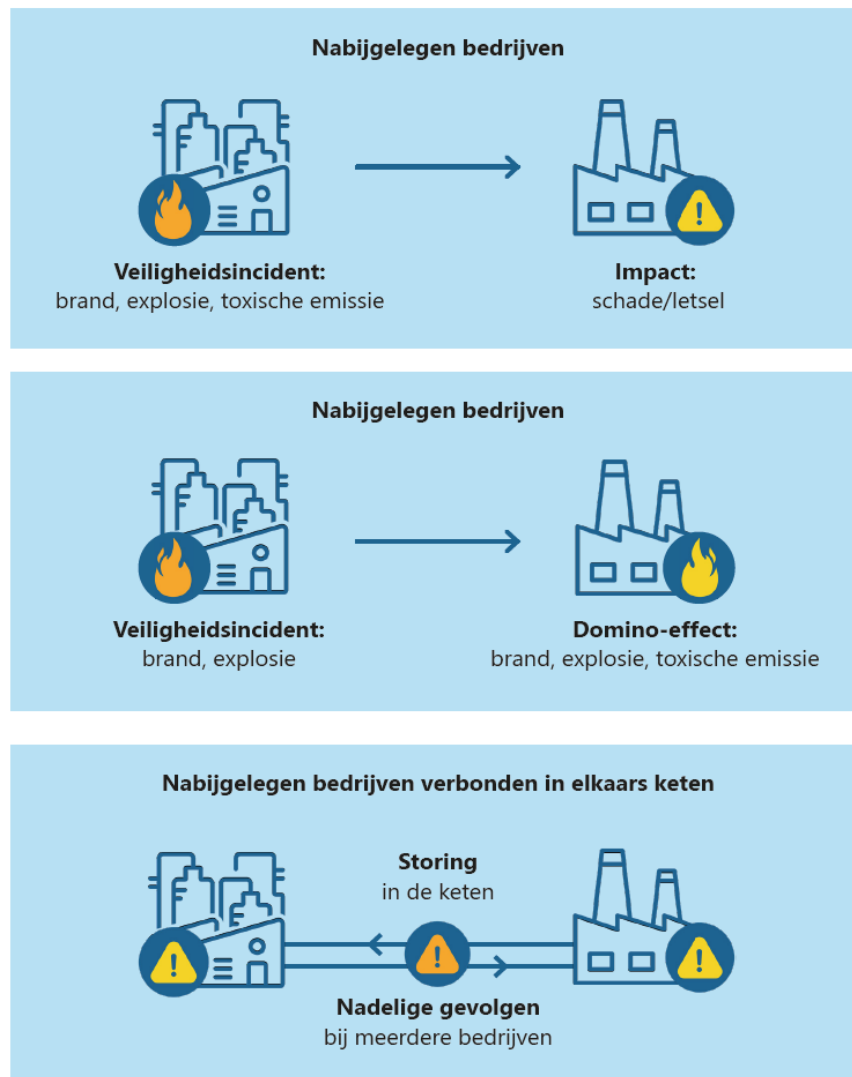 Nabijgelegen bedrijven
Veiligheidsincident:
brand, explosie, toxische emissie
Impact:
schade/letsel
Nabijgelegen bedrijven
Veiligheidsincident:
brand, explosie
Domino-effect:
brand, explosie, toxische emissie
Nabijgelegen bedrijven verbonden in elkaars keten
Storing
in de keten
Nadelige gevolgen
bij meerdere bedrijven